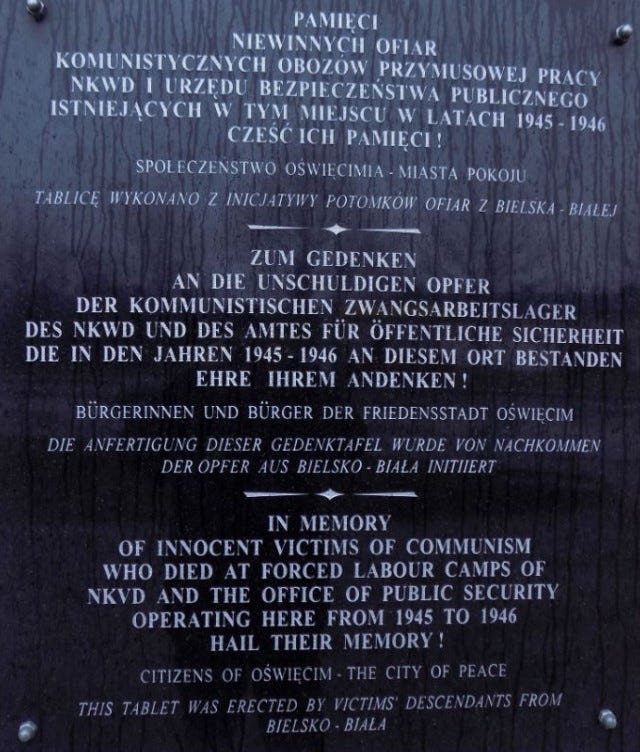 PAMIĘCI
NIEWINNYCH OFIAR
KOMUNISTYCZNYCH OBOZÓW PRZYMUSOWEJ PRACY
NKWD I URZĘDU BEZPIECZEŃSTWA PUBLICZNEGO
ISTNIEJĄCYCH W TYM MIEJSCU W LATACH 1945 - 1946
CZEŚĆ ICH PAMIĘCI !
SPOŁECZEŃSTWO OŚWIĘCIMIA - MIASTA POKOJU
TABLICĘ WYKONANO Z INICJATYWY POTOMKÓW OFIAR Z BIELSKA - BIAŁEJ
ZUM GEDENKEN
AN DIE UNSCHULDIGEN OPFER
DER KOMMUNISTISCHEN ZWANGSARBEITSLAGER
DES NKWD UND DES AMTES FÜR ÖFFENTLICHE SICHERHEIT
DIE IN DEN JAHREN 1945 - 1946 AN DIESEM ORT BESTANDEN
EHRE IHREM ANDENKEN !
BÜRGERINNEN UND BÜRGER DER FRIEDENSSTADT OŚWIĘCIM
DIE ANFERTIGUNG DIESER GEDENKTAFEL WURDE VON NACHKOMMEN
DER OPFER AUS BIELSKO - BIAŁA INITIIERT
IN MEMORY
OF INNOCENT VICTIMS OF COMMUNISM
WHO DIED AT FORCED LABOUR CAMPS OF
NKVD AND THE OFFICE OF PUBLIC SECURITY
OPERATING HERE FROM 1945 TO 1946
HAIL THEIR MEMORY !
CITIZENS OF OŚWIĘCIM - THE CITY OF PEACE
THIS TABLET WAS ERECTED BY VICTIMS' DESCENDANTS FROM
BIELSKO - BIAŁA